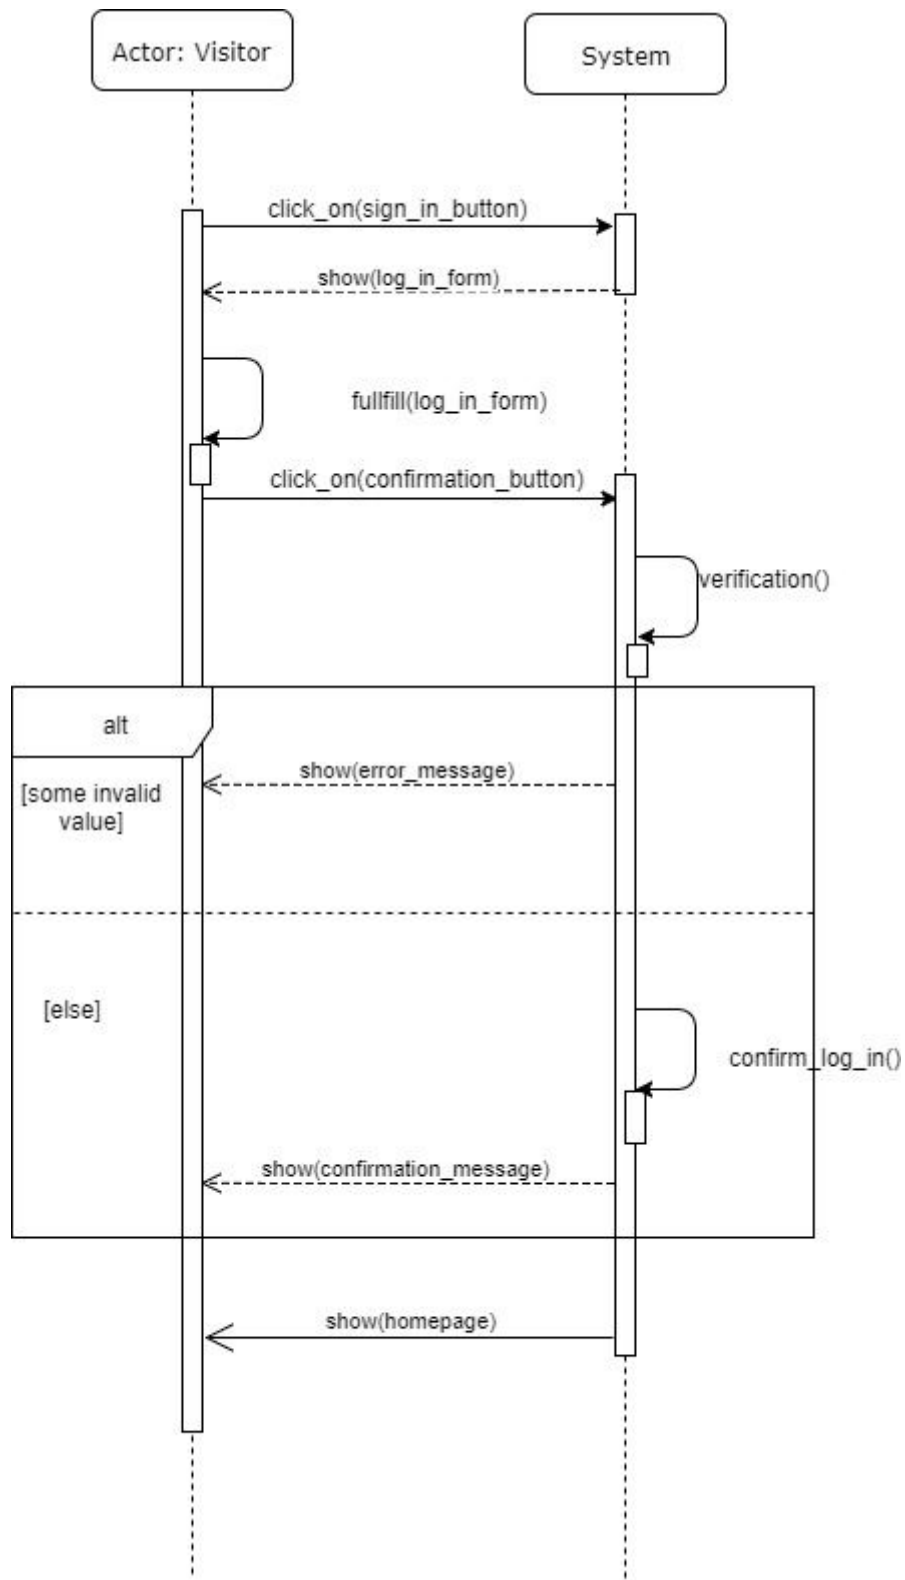 Actor: Visitor
System
click_on(sign_in_button)
show(log_in_form)
fullfill(log_in_form)
click_on(confirmation_button)
verification()
alt
show(error_message)
[some invalid
value]
[else]
confirm_log_in()
show(confirmation_message)
show(homepage)